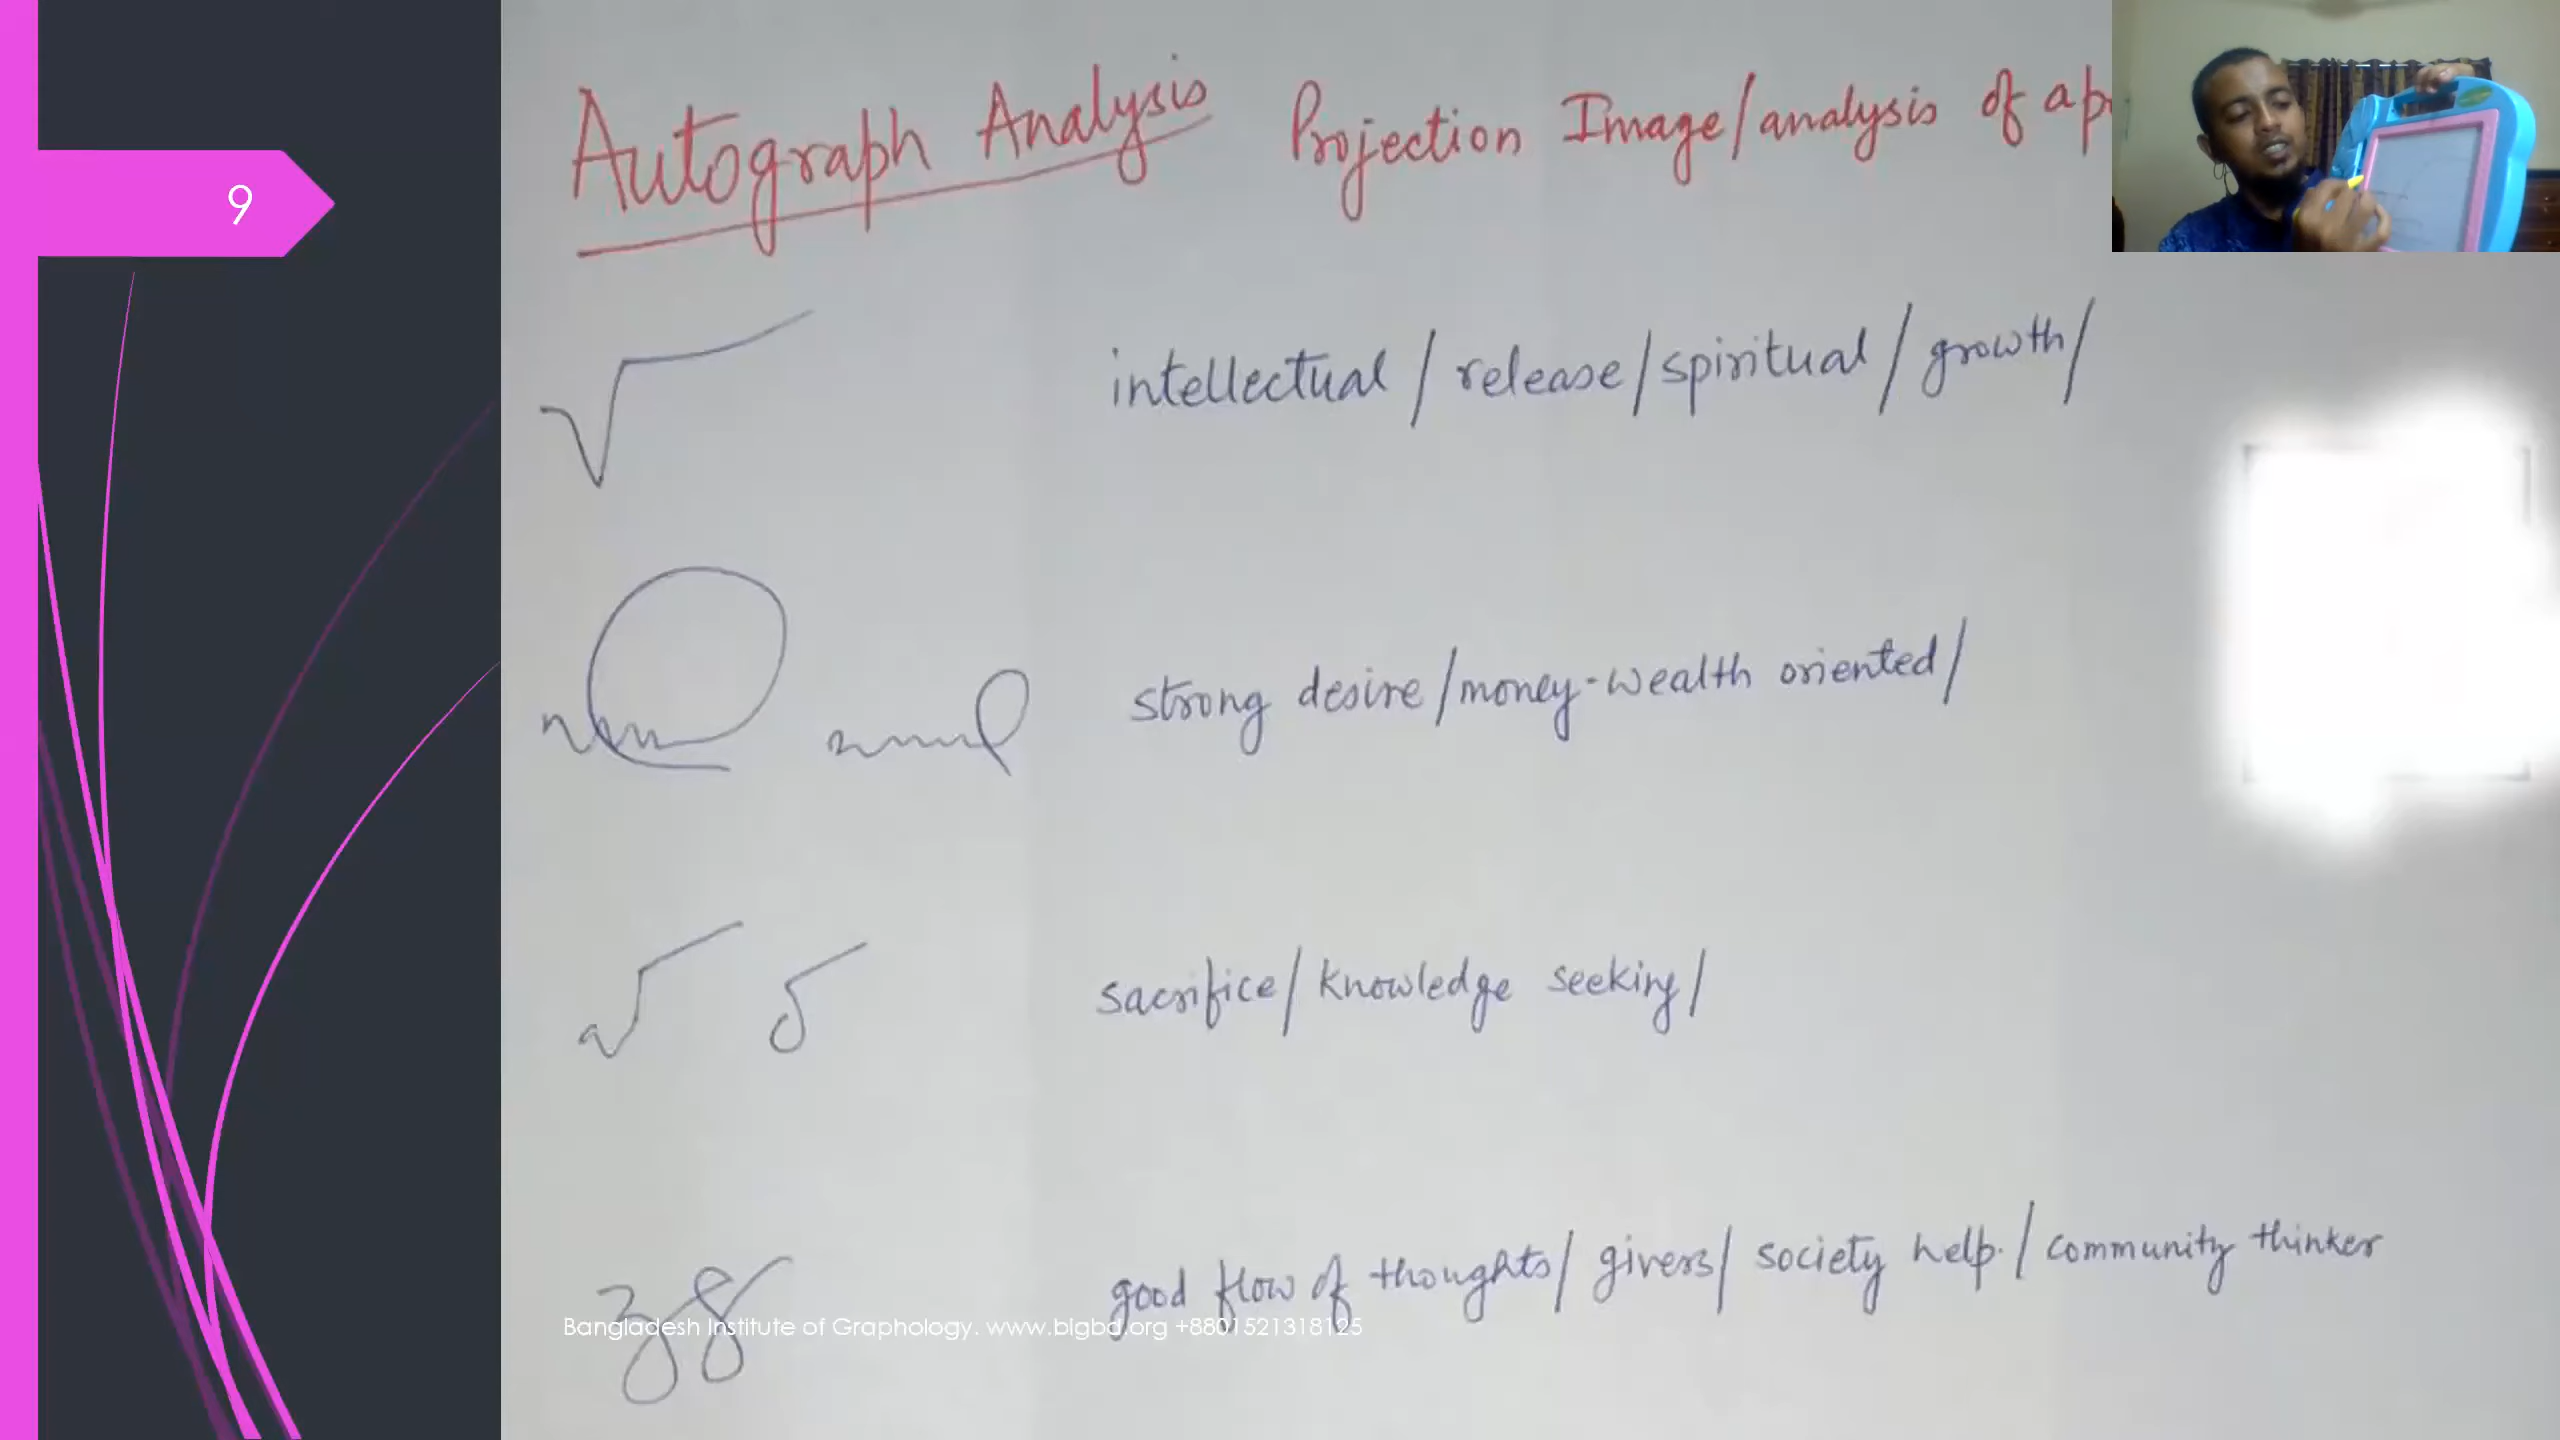 9
Autograph Analysis Projection Image/analysis of
intellectual / release/spiritual / growth/
strong desire/money-wealth oriented/
sacrifice/ knowledge seeking/
good flow of thoughts/ givers/ society help./community thinker
Bangladesh Institute of Graphology. www.bigbd.org +8801521318125